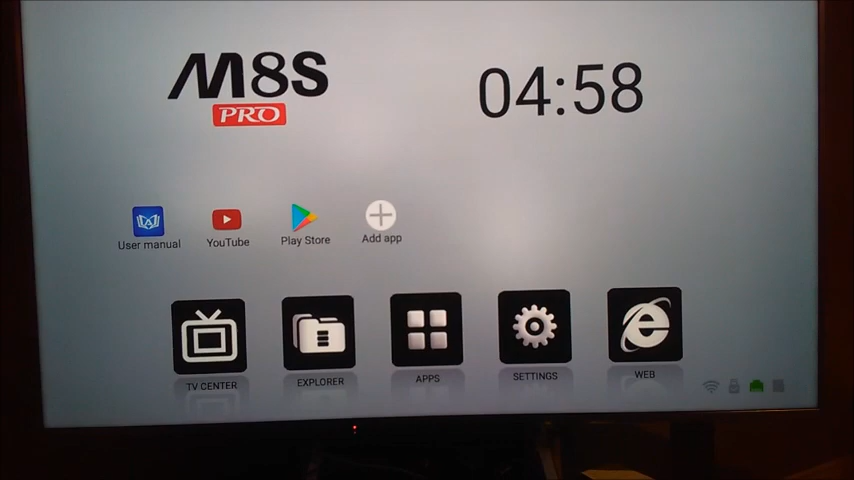 M8S
PRO
04:58
User manual
YouTube
Play Store
Add app
TV CENTER
EXPLORER
APPS
SETTINGS
WEB